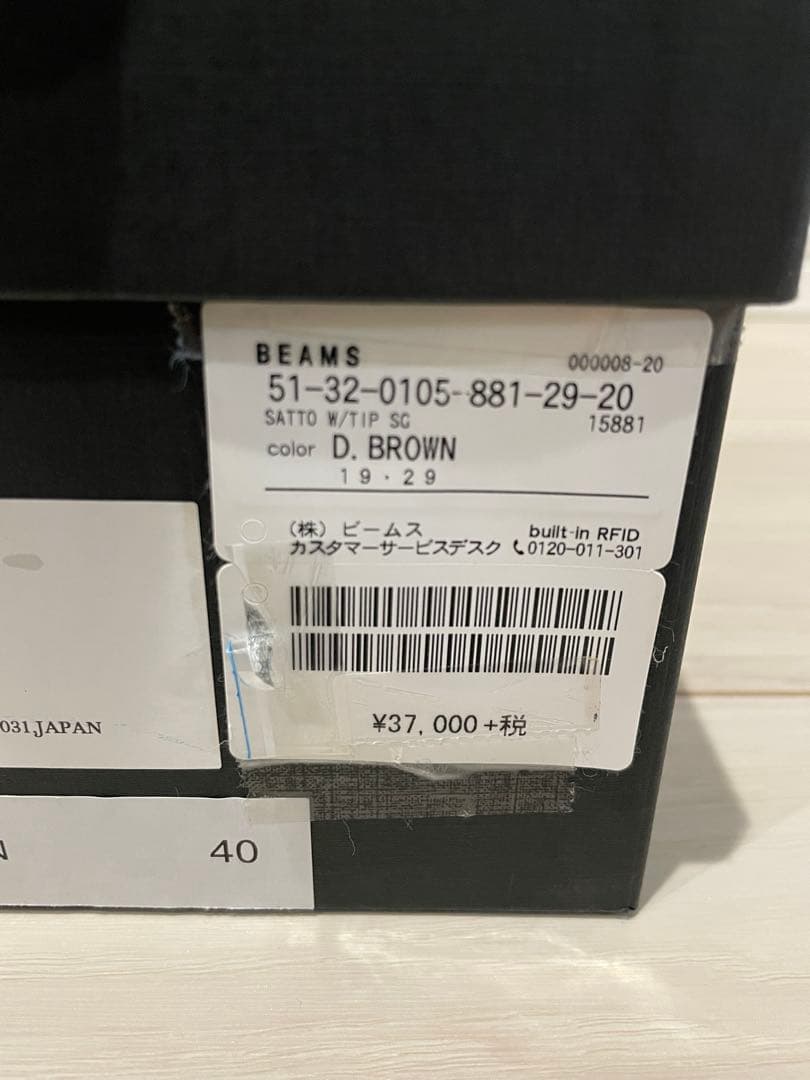 BEAMS
000008-20
51-32-0105-881-29-20
SATTO W/TIP SG
15881
color D. BROWN
19・29
(株) ビームス
built-in RFID
カスタマーサービスデスク
0120-011-301
¥37,000+税
031 JAPAN
40